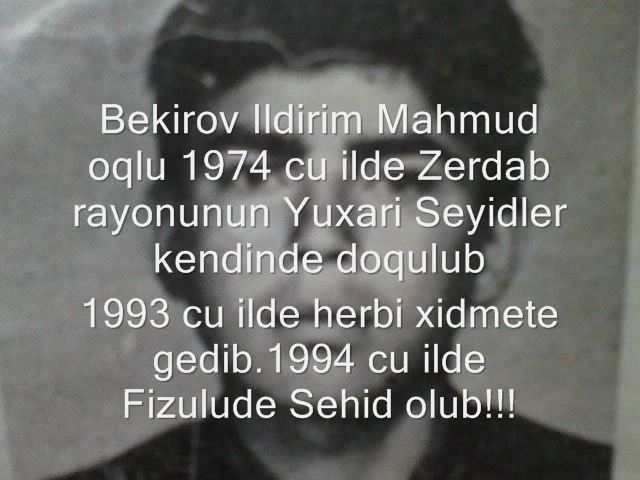 Bekirov Ildirim Mahmud
oqlu 1974 cu ilde Zerdab
rayonunun Yuxari Seyidler
kendinde doqulub
1993 cu ilde herbi xidmete
gedib.1994 cu ilde
Fizulude Sehid olub!!!